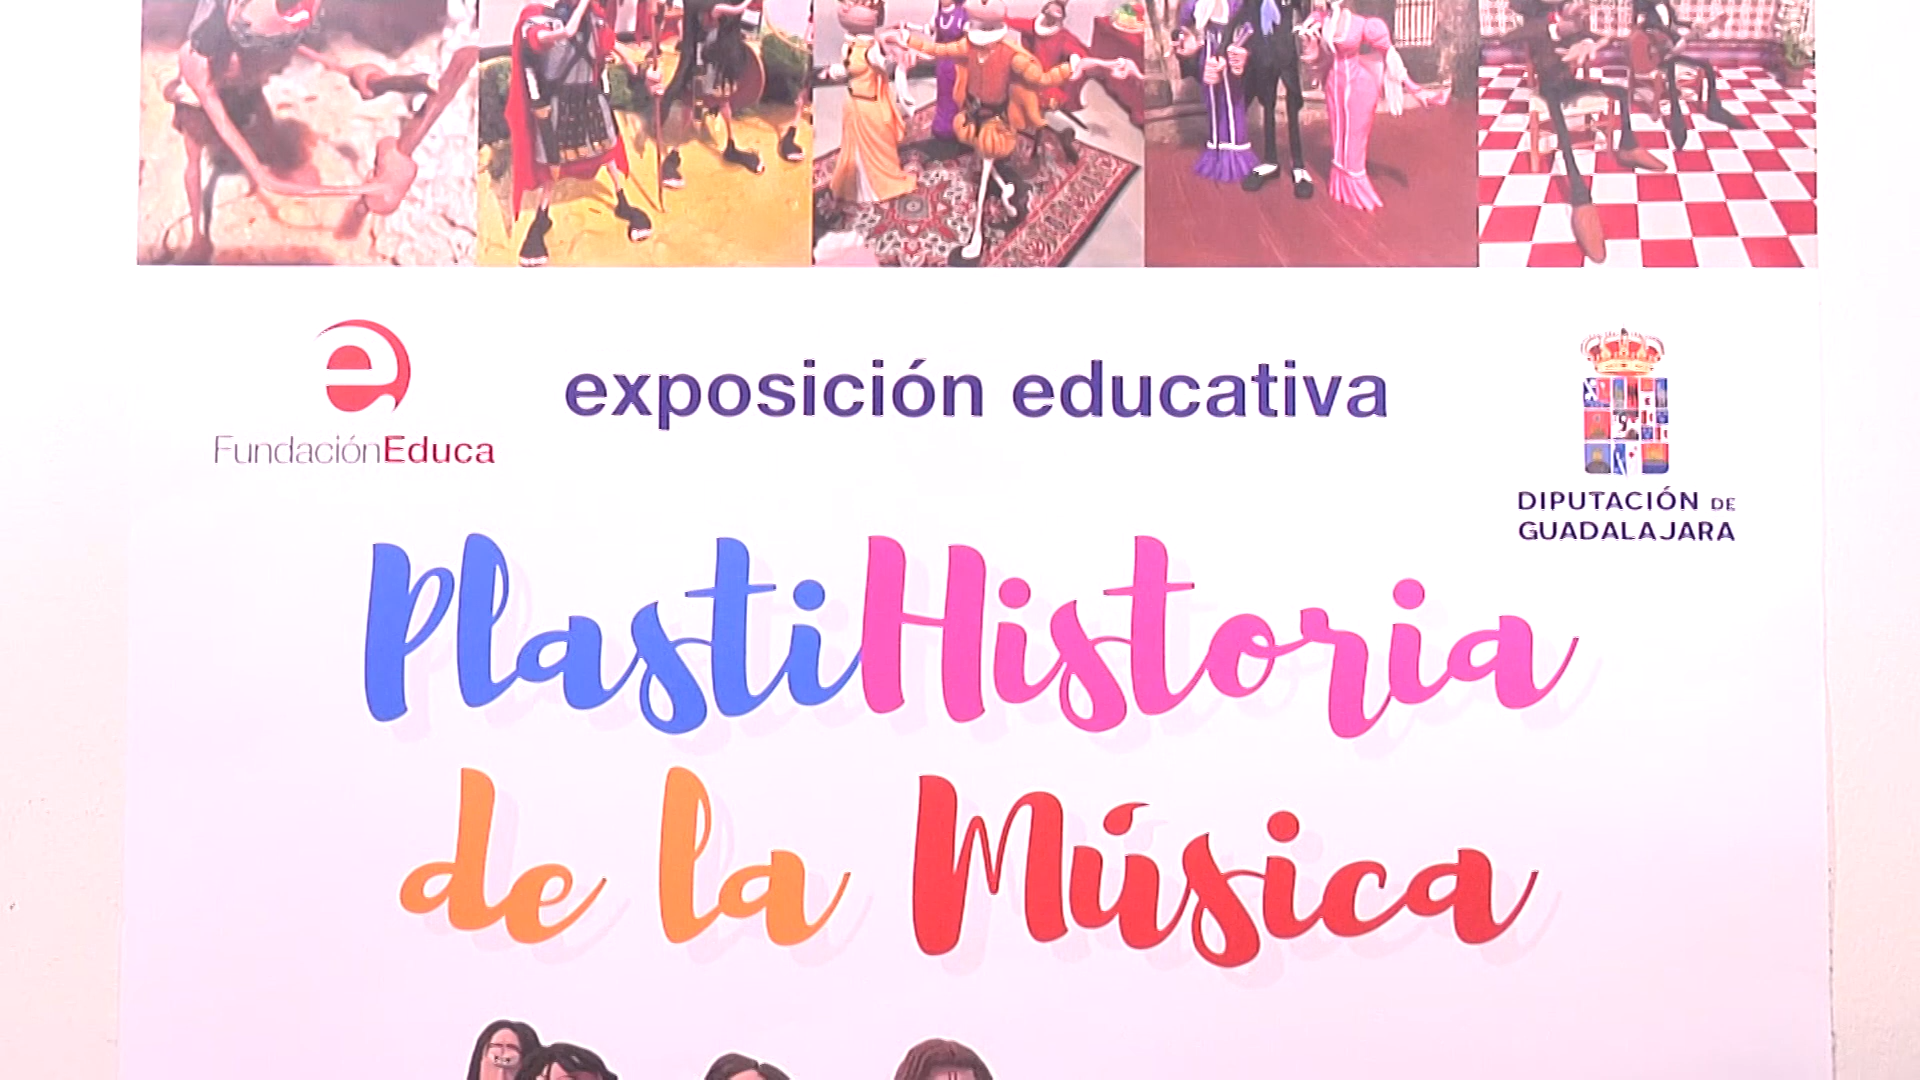 exposición educativa
FundaciónEduca
DIPUTACIÓN DE
GUADALAJARA
PlastiHistoria
de la Música